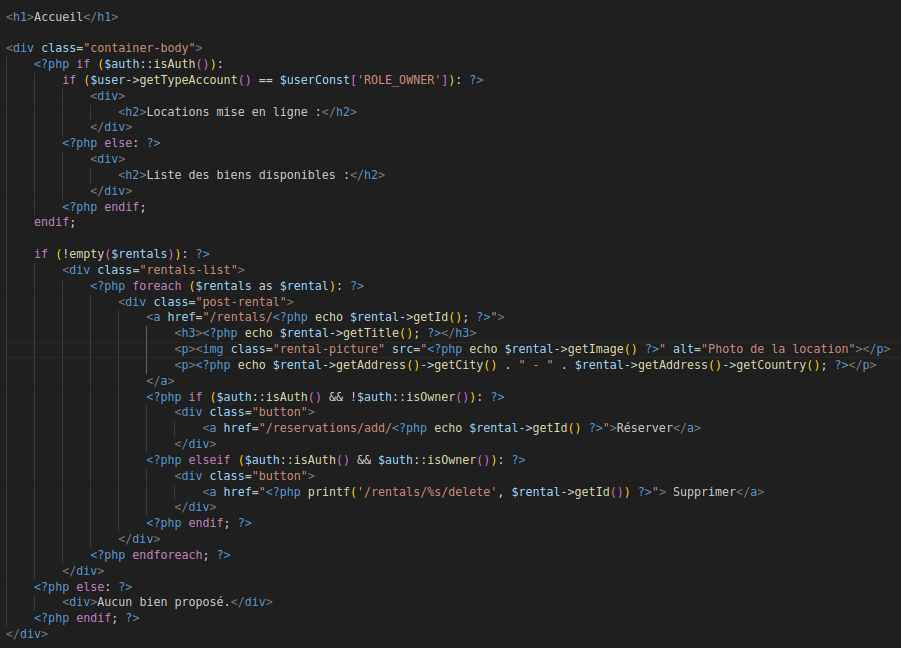 <h1>Accueil</h1>

<div class="container-body">
    <?php if ($auth::isAuth()):
        if ($user->getTypeAccount() == $userConst['ROLE_OWNER']): ?>
            <div>
                <h2>Locations mise en ligne :</h2>
            </div>
        <?php else: ?>
            <div>
                <h2>Liste des biens disponibles :</h2>
            </div>
        <?php endif;
    endif;

    if (!empty($rentals)): ?>
        <div class="rentals-list">
            <?php foreach ($rentals as $rental): ?>
                <div class="post-rental">
                    <a href="/rentals/<?php echo $rental->getId(); ?>">
                        <h3><?php echo $rental->getTitle(); ?></h3>
                        <p><img class="rental-picture" src="<?php echo $rental->getImage() ?>" alt="Photo de la location"></p>
                        <p><?php echo $rental->getAddress()->getCity() . " - " . $rental->getAddress()->getCountry(); ?></p>
                    </a>
                    <?php if ($auth::isAuth() && !$auth::isOwner()): ?>
                        <div class="button">
                            <a href="/reservations/add/<?php echo $rental->getId() ?>">Réserver</a>
                        </div>
                    <?php elseif ($auth::isAuth() && $auth::isOwner()): ?>
                        <div class="button">
                            <a href="<?php printf('/rentals/%s/delete', $rental->getId()) ?>"> Supprimer</a>
                        </div>
                    <?php endif; ?>
                </div>
            <?php endforeach; ?>
        </div>
    <?php else: ?>
        <div>Aucun bien proposé.</div>
    <?php endif; ?>
</div>